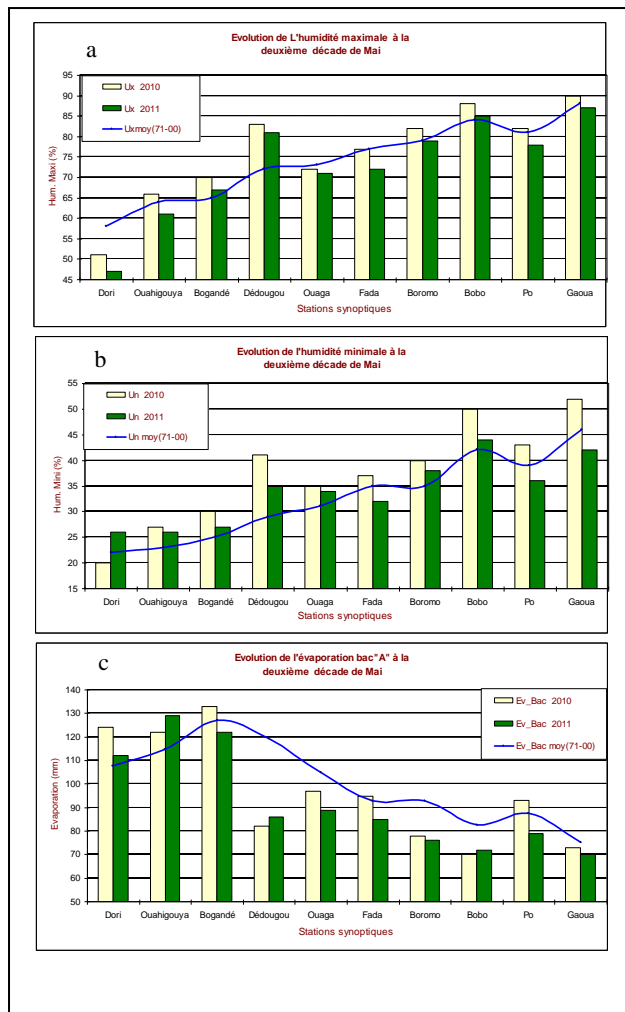 a
Evolution de L'humidité maximale à la
deuxième décade de Mai
Ux 2010
Ux 2011
Uxmoy(71-00)
Hum. Maxi (%)
95
90
85
80
75
70
65
60
55
50
45
Dori Ouahigouya Bogandé Dédougou Ouaga Fada Boromo Bobo Po Gaoua
Stations synoptiques
b
Evolution de l'humidité minimale à la
deuxième décade de Mai
Un 2010
Un 2011
Un moy(71-00)
Hum. Mini (%)
55
50
45
40
35
30
25
20
15
Dori Ouahigouya Bogandé Dédougou Ouaga Fada Boromo Bobo Po Gaoua
Stations synoptiques
c
Evolution de l'évaporation bac"A" à la
deuxième décade de Mai
Ev_Bac 2010
Ev_Bac 2011
Ev_Bac moy(71-00)
Evaporation (mm)
140
130
120
110
100
90
80
70
60
50
Dori Ouahigouya Bogandé Dédougou Ouaga Fada Boromo Bobo Po Gaoua
Stations synoptiques